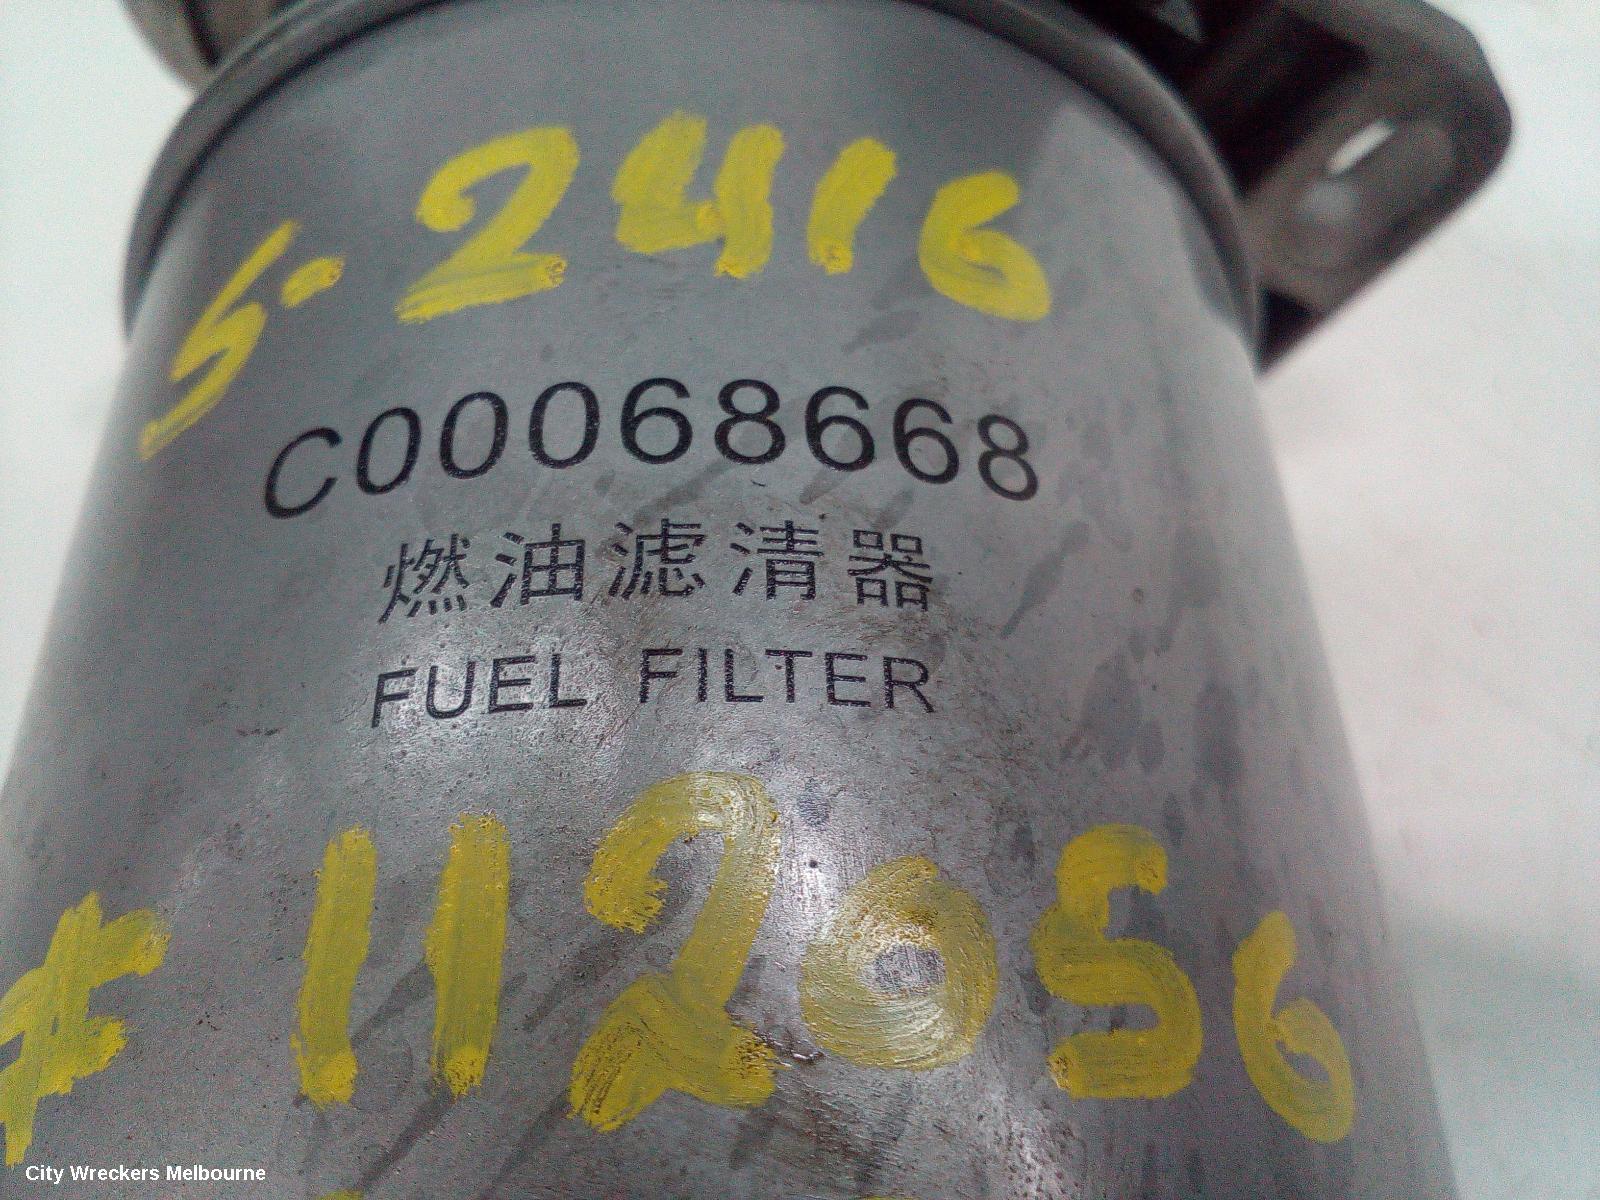 S·2416
C00068668
燃油滤清器
FUEL FILTER
#112056
City Wreckers Melbourne